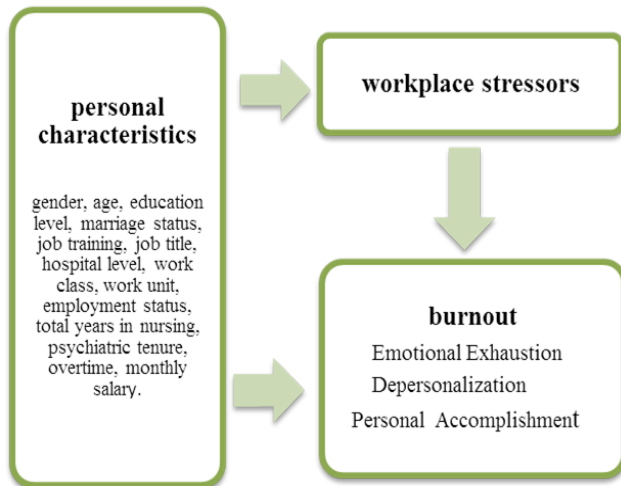 personal
characteristics
gender, age, education
level, marriage status,
job training, job title,
hospital level, work
class, work unit,
employment status,
total years in nursing,
psychiatric tenure,
overtime, monthly
salary.
workplace stressors
burnout
Emotional Exhaustion
Depersonalization
Personal Accomplishment